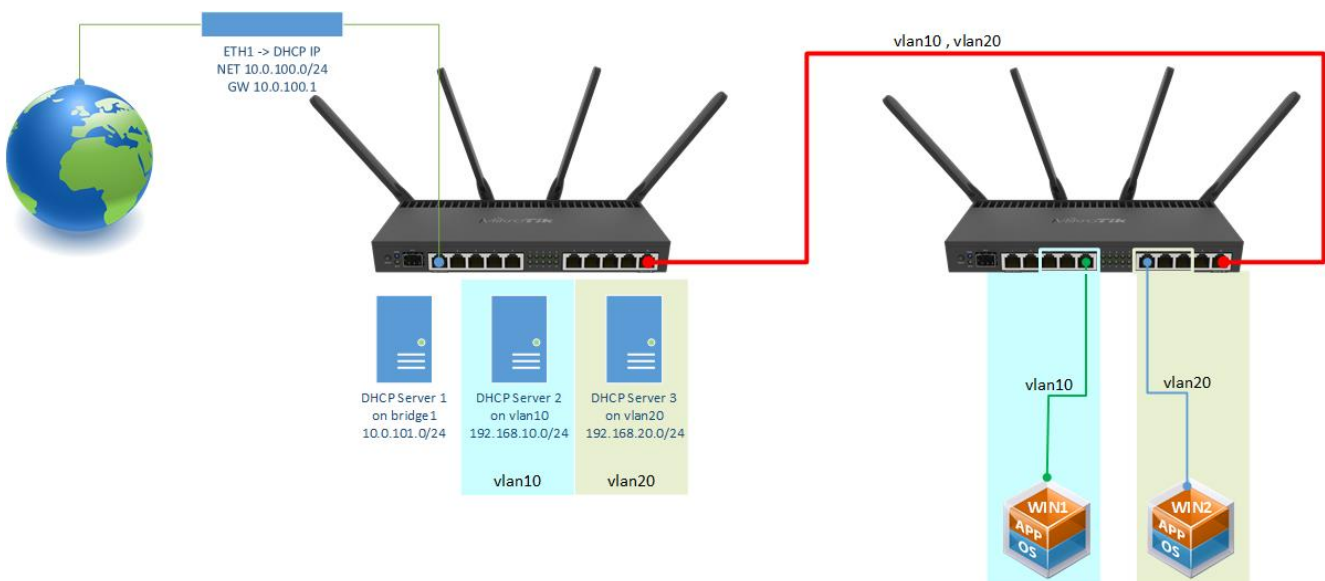 ETH1 -> DHCP IP
NET 10.0.100.0/24
GW 10.0.100.1
vlan10 , vlan20
MikroTik
DHCP Server 1
on bridge1
10.0.101.0/24
DHCP Server 2
on vlan10
192.168.10.0/24
vlan10
DHCP Server 3
on vlan20
192.168.20.0/24
vlan20
vlan10
vlan20
WIN1
APP
OS
WIN2
APP
OS